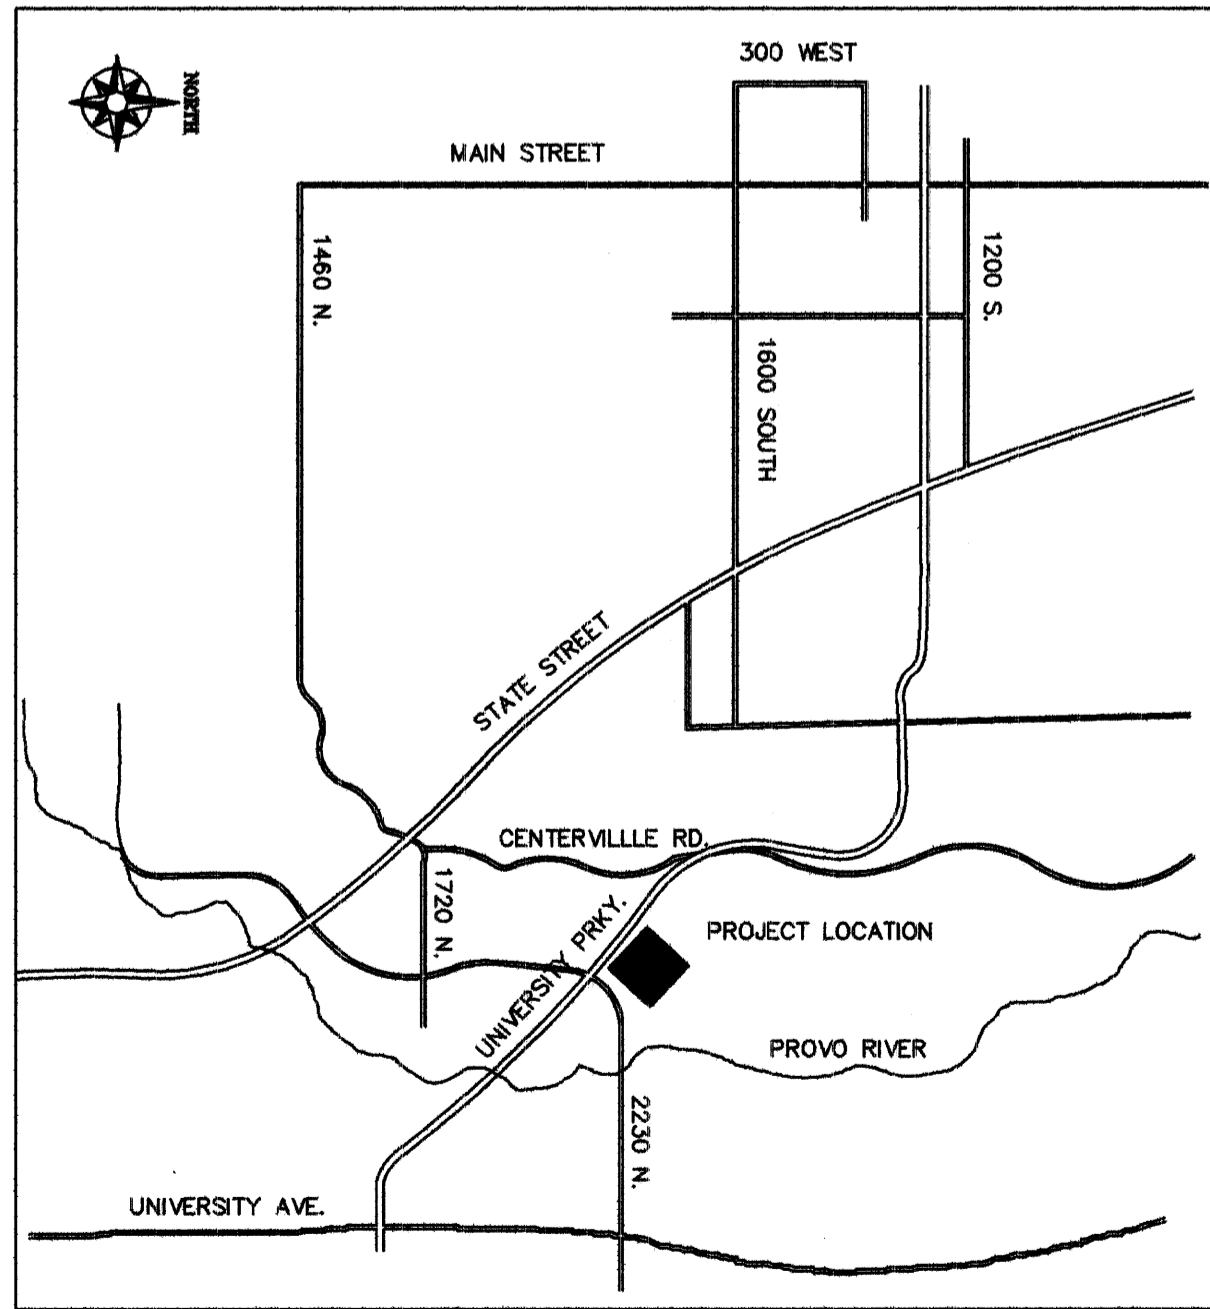 300 WEST
NORTH
MAIN STREET
1460 N.
1200 S.
1600 SOUTH
STATE STREET
CENTERVILLLE RD.
1720 N.
UNIVERSITY PRKY.
PROJECT LOCATION
PROVO RIVER
2230 N.
UNIVERSITY AVE.